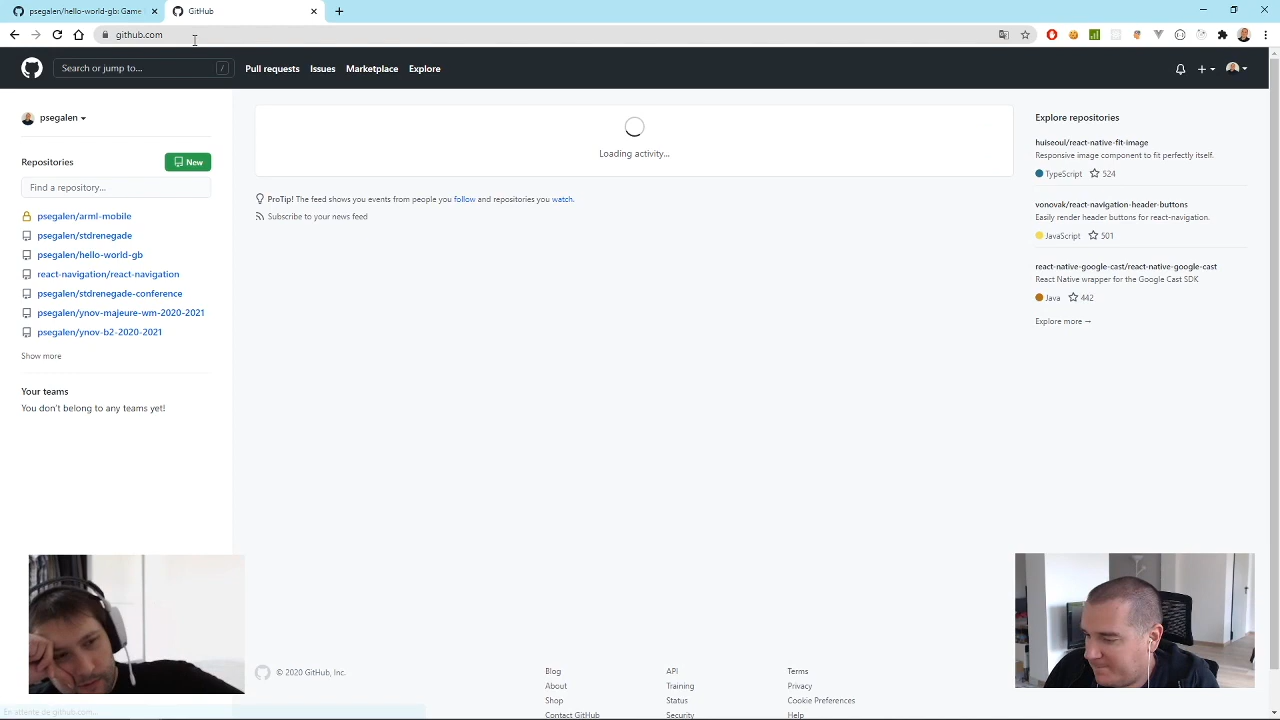 psegalen/hello-world-gb: Game
GitHub
github.com
Search or jump to...
/
Pull requests
Issues
Marketplace
Explore
psegalen
Repositories
New
Find a repository...
psegalen/arml-mobile
psegalen/stdrenegade
psegalen/hello-world-gb
react-navigation/react-navigation
psegalen/stdrenegade-conference
psegalen/ynov-majeure-wm-2020-2021
psegalen/ynov-b2-2020-2021
Show more
Your teams
You don't belong to any teams yet!
Loading activity...
ProTip! The feed shows you events from people you follow and repositories you watch.
Subscribe to your news feed
Explore repositories
huiseoul/react-native-fit-image
Responsive image component to fit perfectly itself.
TypeScript 524
vonovak/react-navigation-header-buttons
Easily render header buttons for react-navigation.
JavaScript 501
react-native-google-cast/react-native-google-cast
React Native wrapper for the Google Cast SDK
Java 442
Explore more →
© 2020 GitHub, Inc.
Blog
About
Shop
Contact GitHub
API
Training
Status
Security
Terms
Privacy
Cookie Preferences
Help
En attente de github.com...